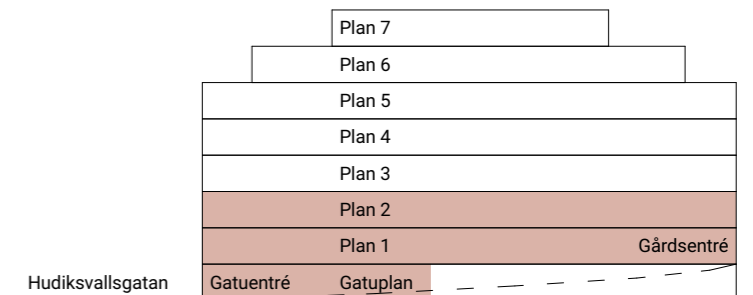 Plan 7
Plan 6
Plan 5
Plan 4
Plan 3
Plan 2
Plan 1 Gårdsentré
Hudiksvallsgatan Gatuentré Gatuplan